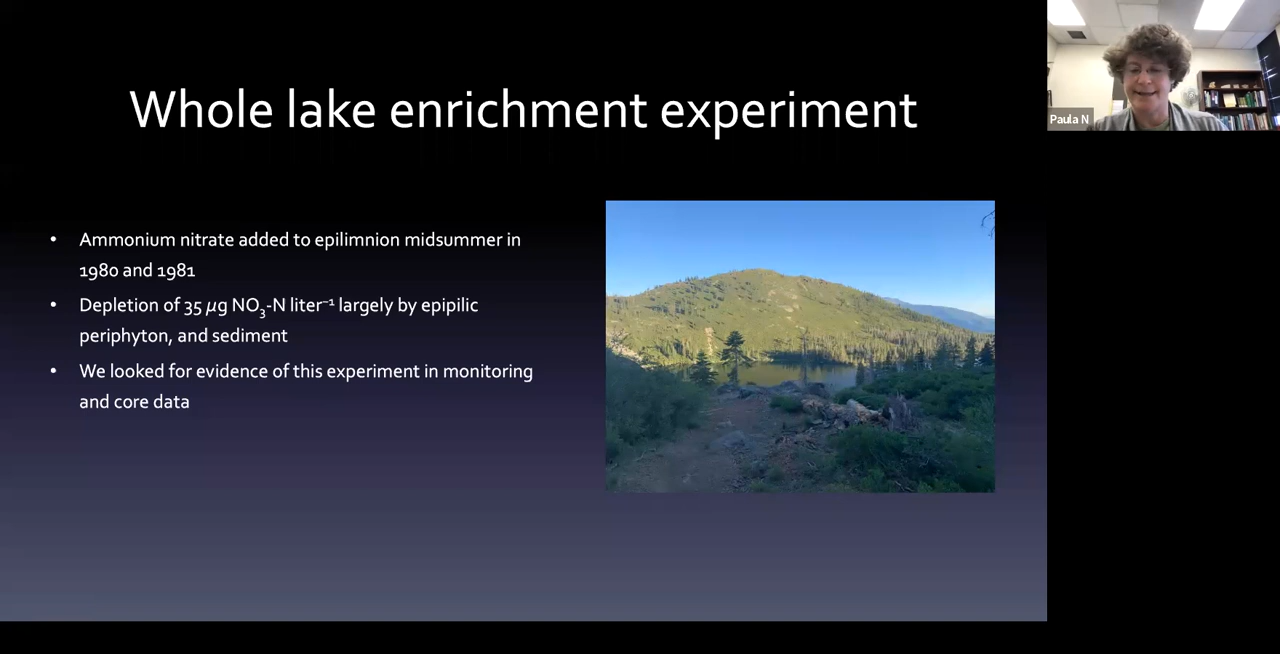 Whole lake enrichment experiment
• Ammonium nitrate added to epilimnion midsummer in
1980 and 1981
• Depletion of 35 µg NO₃-N liter⁻¹ largely by epipilic
periphyton, and sediment
• We looked for evidence of this experiment in monitoring
and core data
Paula N